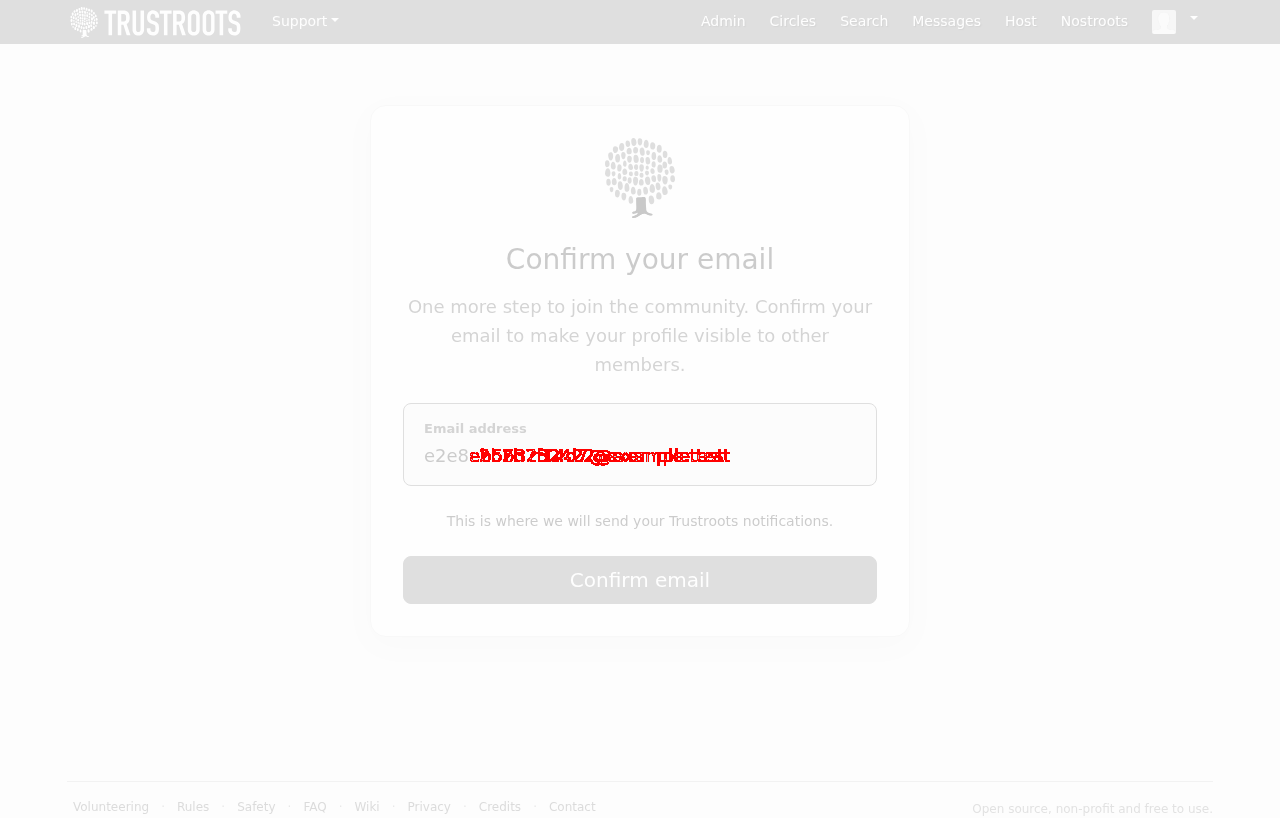 TRUSTROOTS Support Admin Circles Search Messages Host Nostroots
Confirm your email
One more step to join the community. Confirm your
email to make your profile visible to other
members.
Email address
e2e8
This is where we will send your Trustroots notifications.
Confirm email
Volunteering · Rules · Safety · FAQ · Wiki · Privacy · Credits · Contact
Open source, non-profit and free to use.